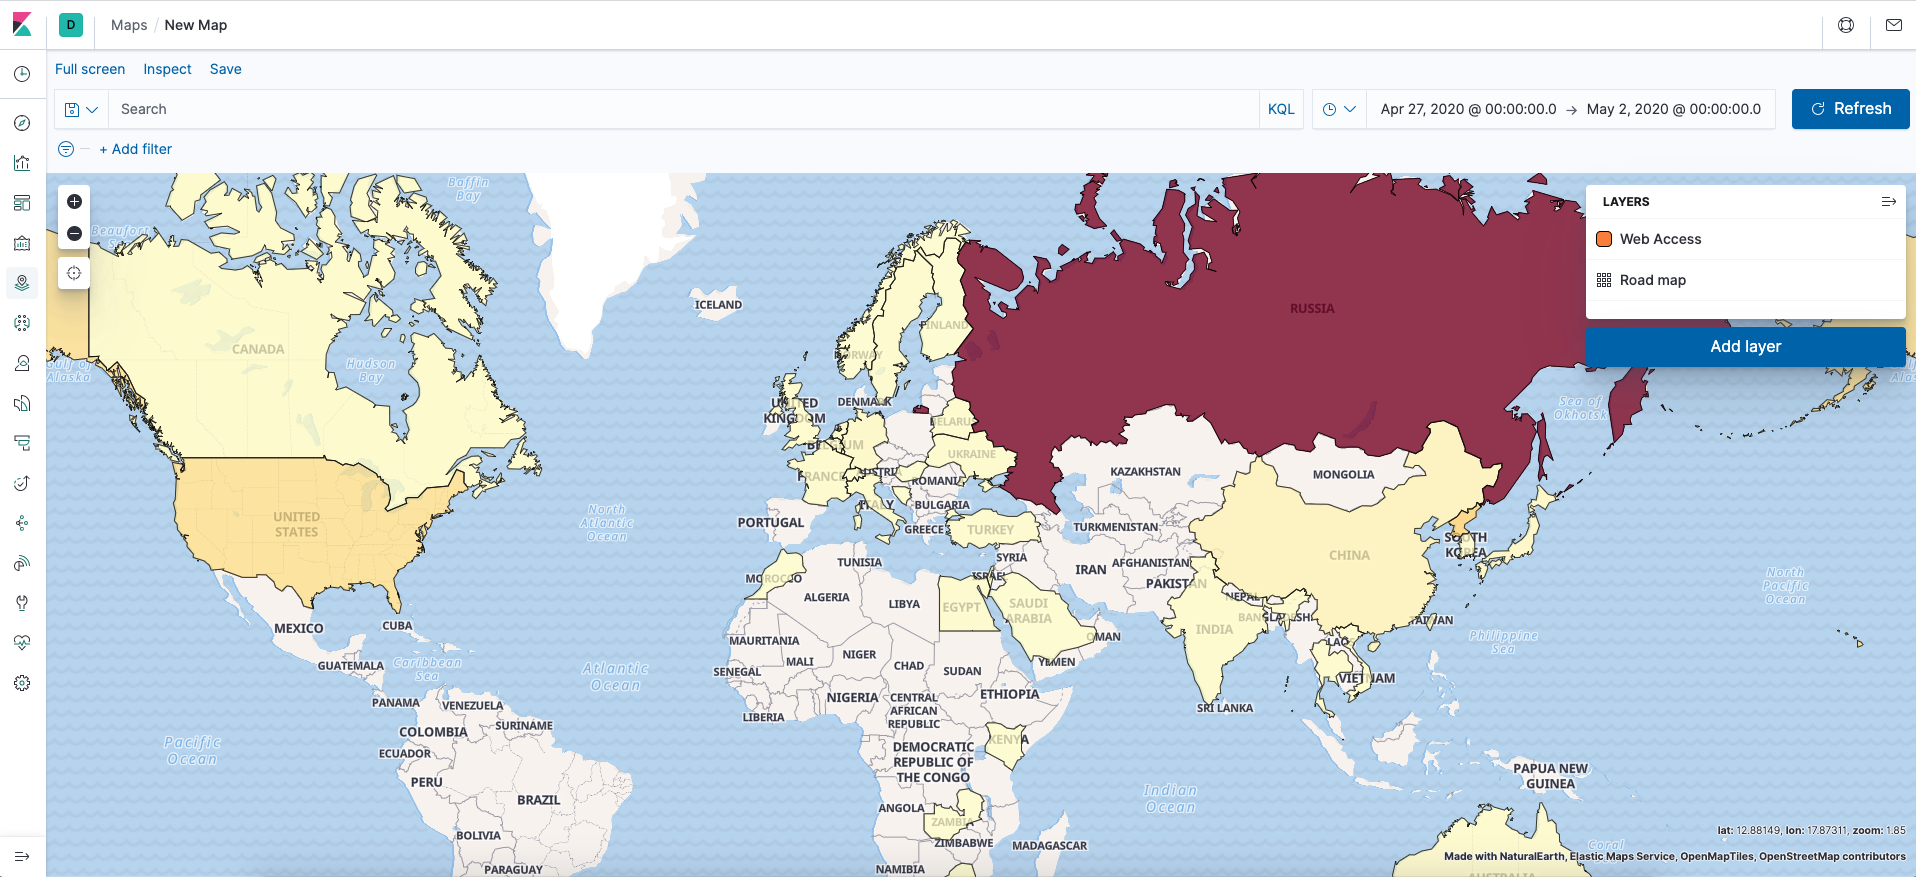 D
Maps / New Map
Full screen Inspect Save
Search
KQL
Apr 27, 2020 @ 00:00:00.0 → May 2, 2020 @ 00:00:00.0
Refresh
+ Add filter
LAYERS
Web Access
Road map
Add layer
Baffin
Bay
Beaufort
Gulf of
Alaska
CANADA
Hudson
Bay
ICELAND
FINLAND
NORWAY
RUSSIA
UNITED
KINGDOM
DENMARK
BELARUS
BELGIUM
UKRAINE
FRANCE
AUSTRIA
ROMANIA
ITALY
BULGARIA
GREECE
PORTUGAL
TURKEY
KAZAKHSTAN
MONGOLIA
Sea of
Okhotsk
UNITED
STATES
North
Atlantic
Ocean
TURKMENISTAN
SYRIA
IRAN
AFGHANISTAN
PAKISTAN
CHINA
SOUTH
KOREA
North
Pacific
Ocean
TUNISIA
MOROCCO
ALGERIA
LIBYA
EGYPT
ISRAEL
SAUDI
ARABIA
OMAN
YEMEN
NEPAL
BANGLADESH
INDIA
TAIWAN
Philippine
Sea
LAO
VIETNAM
SRI LANKA
MEXICO
CUBA
GUATEMALA
Caribbean
Sea
Atlantic
Ocean
MAURITANIA
MALI
NIGER
CHAD
SUDAN
SENEGAL
NIGERIA
CENTRAL
AFRICAN
REPUBLIC
ETHIOPIA
LIBERIA
KENYA
PANAMA
VENEZUELA
SURINAME
COLOMBIA
ECUADOR
PERU
BRAZIL
BOLIVIA
PARAGUAY
Pacific
Ocean
DEMOCRATIC
REPUBLIC OF
THE CONGO
ANGOLA
ZAMBIA
ZIMBABWE
NAMIBIA
MADAGASCAR
Indian
Ocean
PAPUA NEW
GUINEA
Coral
AUSTRALIA
lat: 12.88149, lon: 17.87311, zoom: 1.85
Made with NaturalEarth, Elastic Maps Service, OpenMapTiles, OpenStreetMap contributors